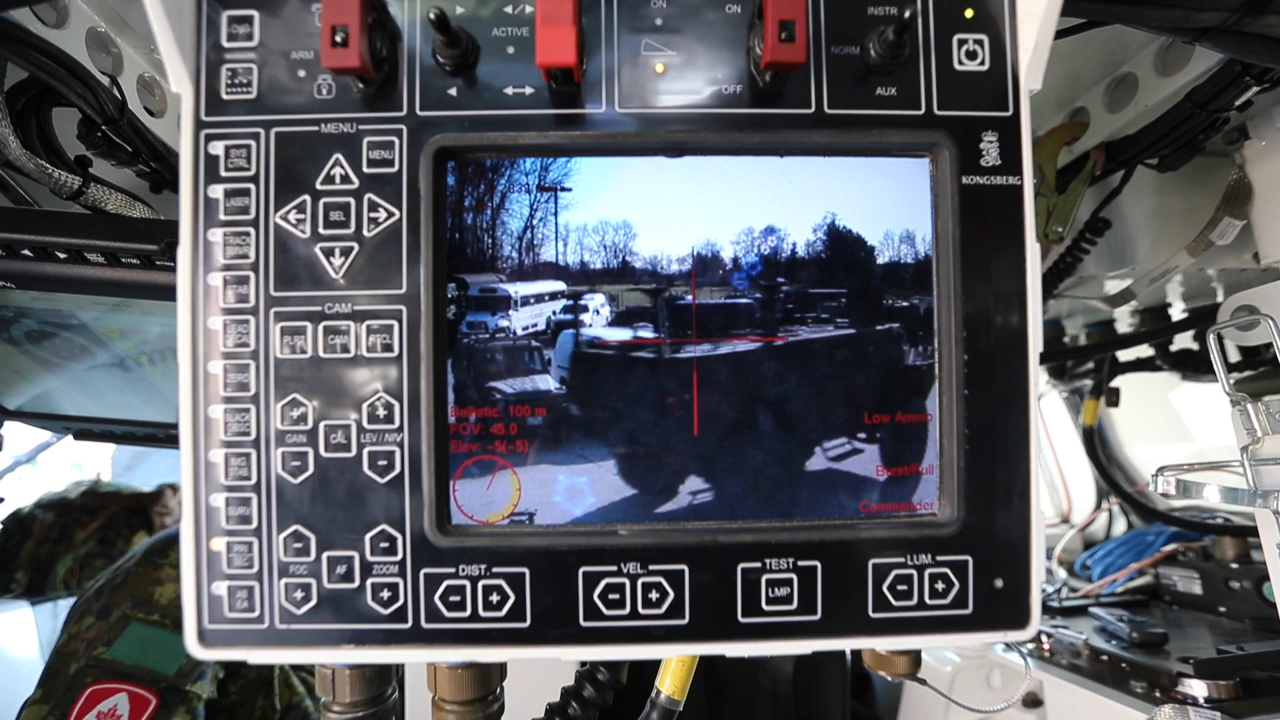 ARM
ACTIVE
ON
ON
OFF
INSTR
NORM
AUX
KONGSBERG
MENU
MENU
SEL
SYS
CTRL
LASER
ZERO
SURV
CAM
CAM
GAIN
CAL
LEV / NIV
FOC
AF
ZOOM
DIST.
VEL.
TEST
LMP
LUM.
Ballistic: 100 m
FOV: 45.0
Elev: -5(-5)
Low Ammo
Burst/Full
Commander